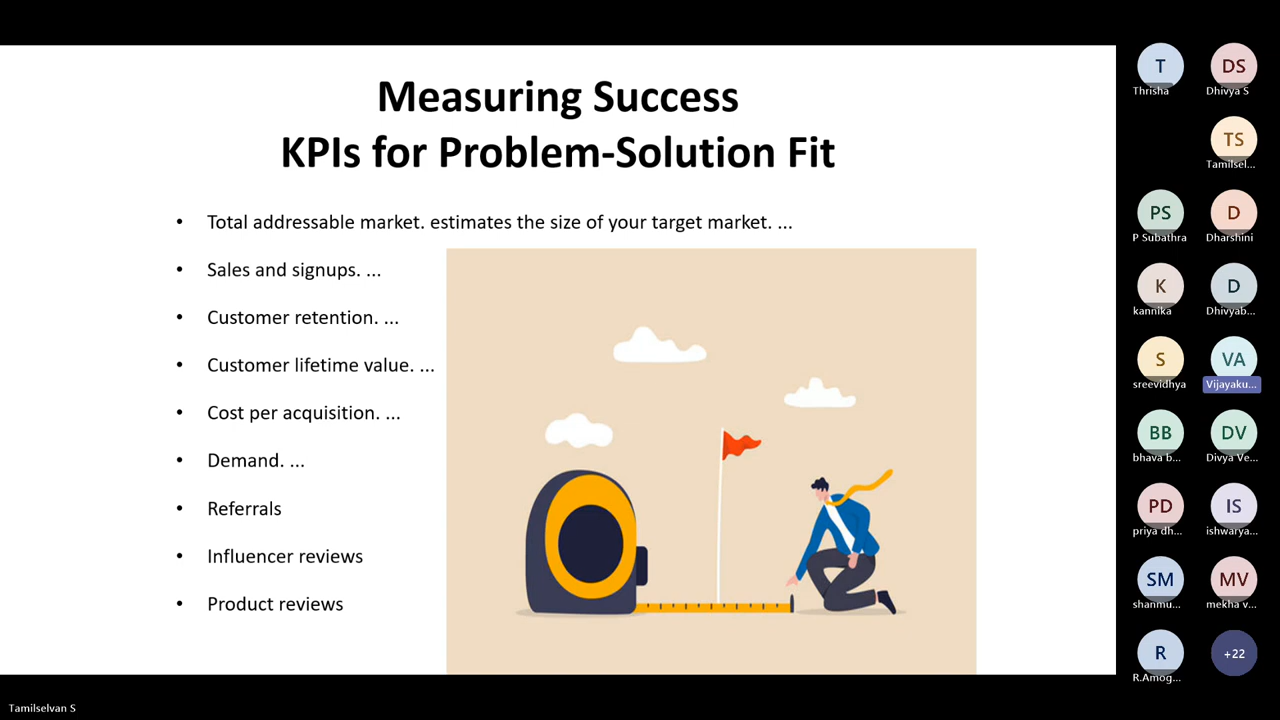 Measuring Success
KPIs for Problem-Solution Fit
• Total addressable market. estimates the size of your target market. ...
• Sales and signups. ...
• Customer retention. ...
• Customer lifetime value. ...
• Cost per acquisition. ...
• Demand. ...
• Referrals
• Influencer reviews
• Product reviews
T
Thrisha
DS
Dhivya S
TS
Tamilsel...
PS
P Subathra
D
Dharshini
K
kannika
D
Dhivyab...
S
sreevidhya
VA
Vijayaku...
BB
bhava b...
DV
Divya Ve...
PD
priya dh...
IS
ishwarya...
SM
shanmu...
MV
mekha v...
R
R.Amog...
+22
Tamilselvan S